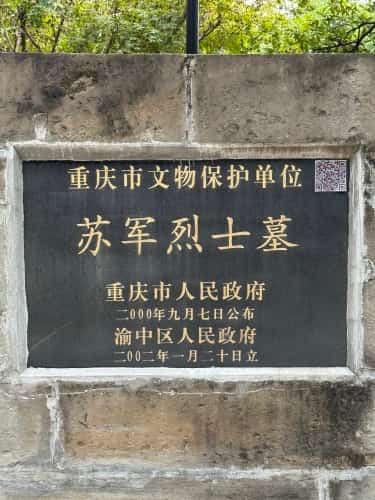 重庆市文物保护单位
苏军烈士墓
重庆市人民政府
二000年九月七日公布
渝中区人民政府
二00二年一月二十日立